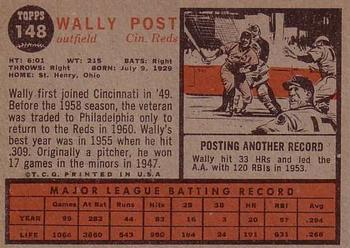 TOPPS
148
WALLY POST
outfield Cin. Reds
HT: 6:01 WT: 215 BATS: Right
THROWS: Right BORN: July 9, 1929
HOME: St. Henry, Ohio
Wally first joined Cincinnati in '49.
Before the 1958 season, the veteran
was traded to Philadelphia only
to return to the Reds in 1960. Wally's
best year was in 1955 when he hit
.309. Originally a pitcher, he won
17 games in the minors in 1947.
© T.C.G. PRINTED IN U.S.A.
POSTING ANOTHER RECORD
Wally hit 33 HRs and led the
A.A. with 120 RBIs in 1953.
MAJOR LEAGUE BATTING RECORD
Games At Bat Runs Hits 2B 3B HR RBI Avg.
YEAR 99 282 44 83 16 3 20 57 .294
LIFE 1064 3660 543 980 184 24 191 651 .268